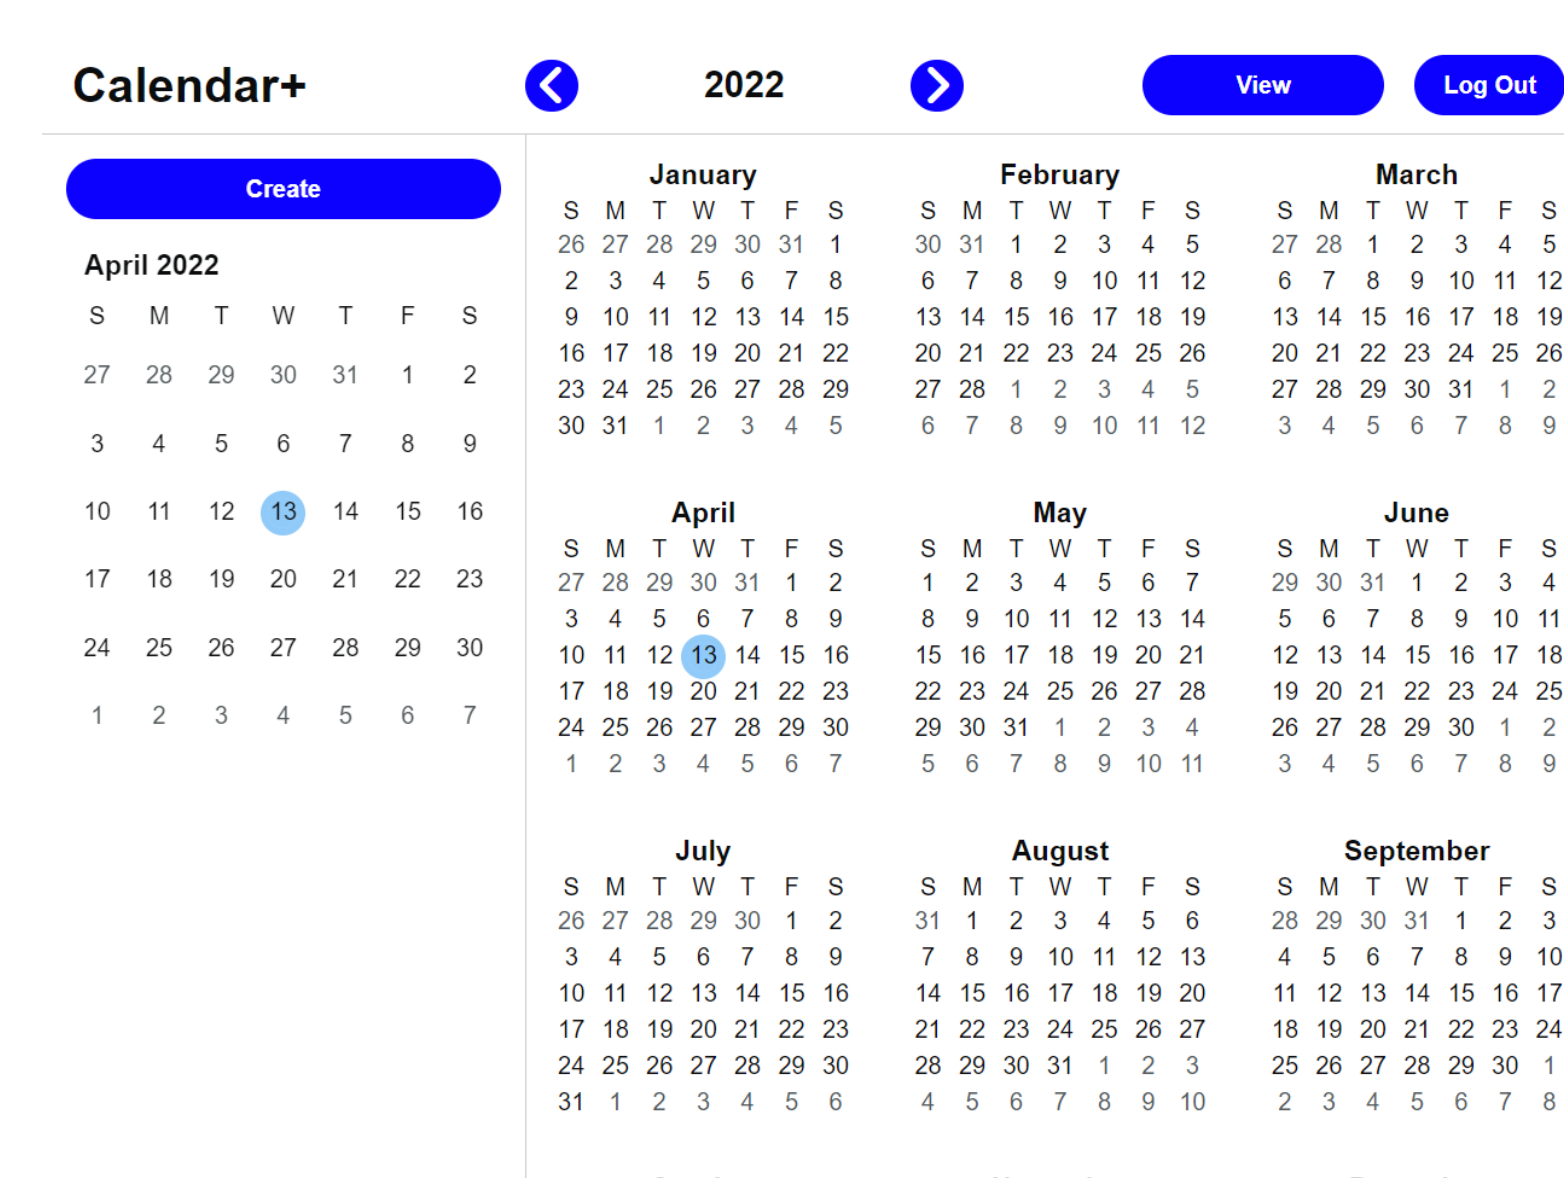 Calendar+
2022
View
Log Out
Create
April 2022
S M T W T F S
27 28 29 30 31 1 2
3 4 5 6 7 8 9
10 11 12 13 14 15 16
17 18 19 20 21 22 23
24 25 26 27 28 29 30
1 2 3 4 5 6 7
January
S M T W T F S
26 27 28 29 30 31 1
2 3 4 5 6 7 8
9 10 11 12 13 14 15
16 17 18 19 20 21 22
23 24 25 26 27 28 29
30 31 1 2 3 4 5
February
S M T W T F S
30 31 1 2 3 4 5
6 7 8 9 10 11 12
13 14 15 16 17 18 19
20 21 22 23 24 25 26
27 28 1 2 3 4 5
6 7 8 9 10 11 12
March
S M T W T F S
27 28 1 2 3 4 5
6 7 8 9 10 11 12
13 14 15 16 17 18 19
20 21 22 23 24 25 26
27 28 29 30 31 1 2
3 4 5 6 7 8 9
April
S M T W T F S
27 28 29 30 31 1 2
3 4 5 6 7 8 9
10 11 12 13 14 15 16
17 18 19 20 21 22 23
24 25 26 27 28 29 30
1 2 3 4 5 6 7
May
S M T W T F S
1 2 3 4 5 6 7
8 9 10 11 12 13 14
15 16 17 18 19 20 21
22 23 24 25 26 27 28
29 30 31 1 2 3 4
5 6 7 8 9 10 11
June
S M T W T F S
29 30 31 1 2 3 4
5 6 7 8 9 10 11
12 13 14 15 16 17 18
19 20 21 22 23 24 25
26 27 28 29 30 1 2
3 4 5 6 7 8 9
July
S M T W T F S
26 27 28 29 30 1 2
3 4 5 6 7 8 9
10 11 12 13 14 15 16
17 18 19 20 21 22 23
24 25 26 27 28 29 30
31 1 2 3 4 5 6
August
S M T W T F S
31 1 2 3 4 5 6
7 8 9 10 11 12 13
14 15 16 17 18 19 20
21 22 23 24 25 26 27
28 29 30 31 1 2 3
4 5 6 7 8 9 10
September
S M T W T F S
28 29 30 31 1 2 3
4 5 6 7 8 9 10
11 12 13 14 15 16 17
18 19 20 21 22 23 24
25 26 27 28 29 30 1
2 3 4 5 6 7 8